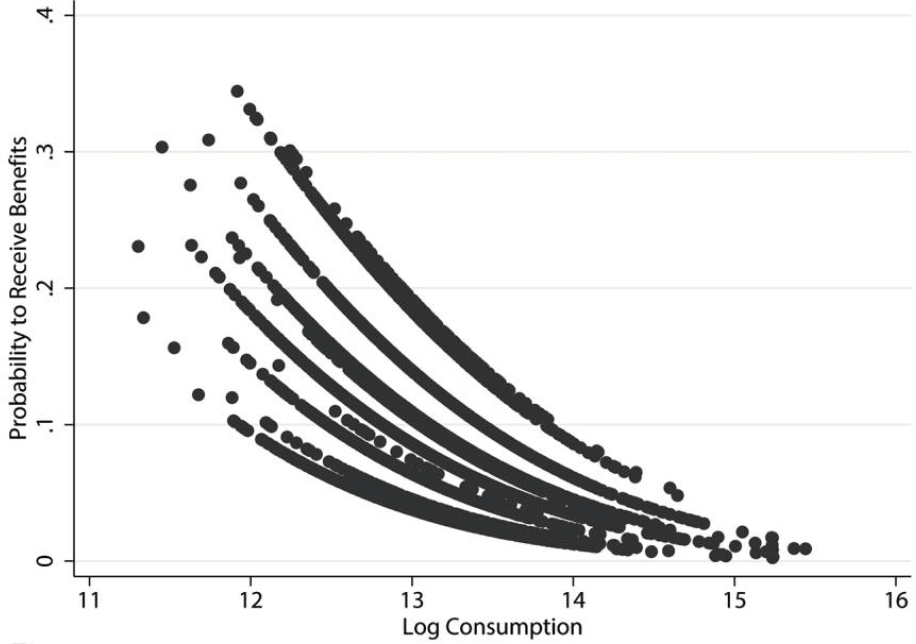 .4
.3
.2
.1
0
Probability to Receive Benefits
11 12 13 14 15 16
Log Consumption